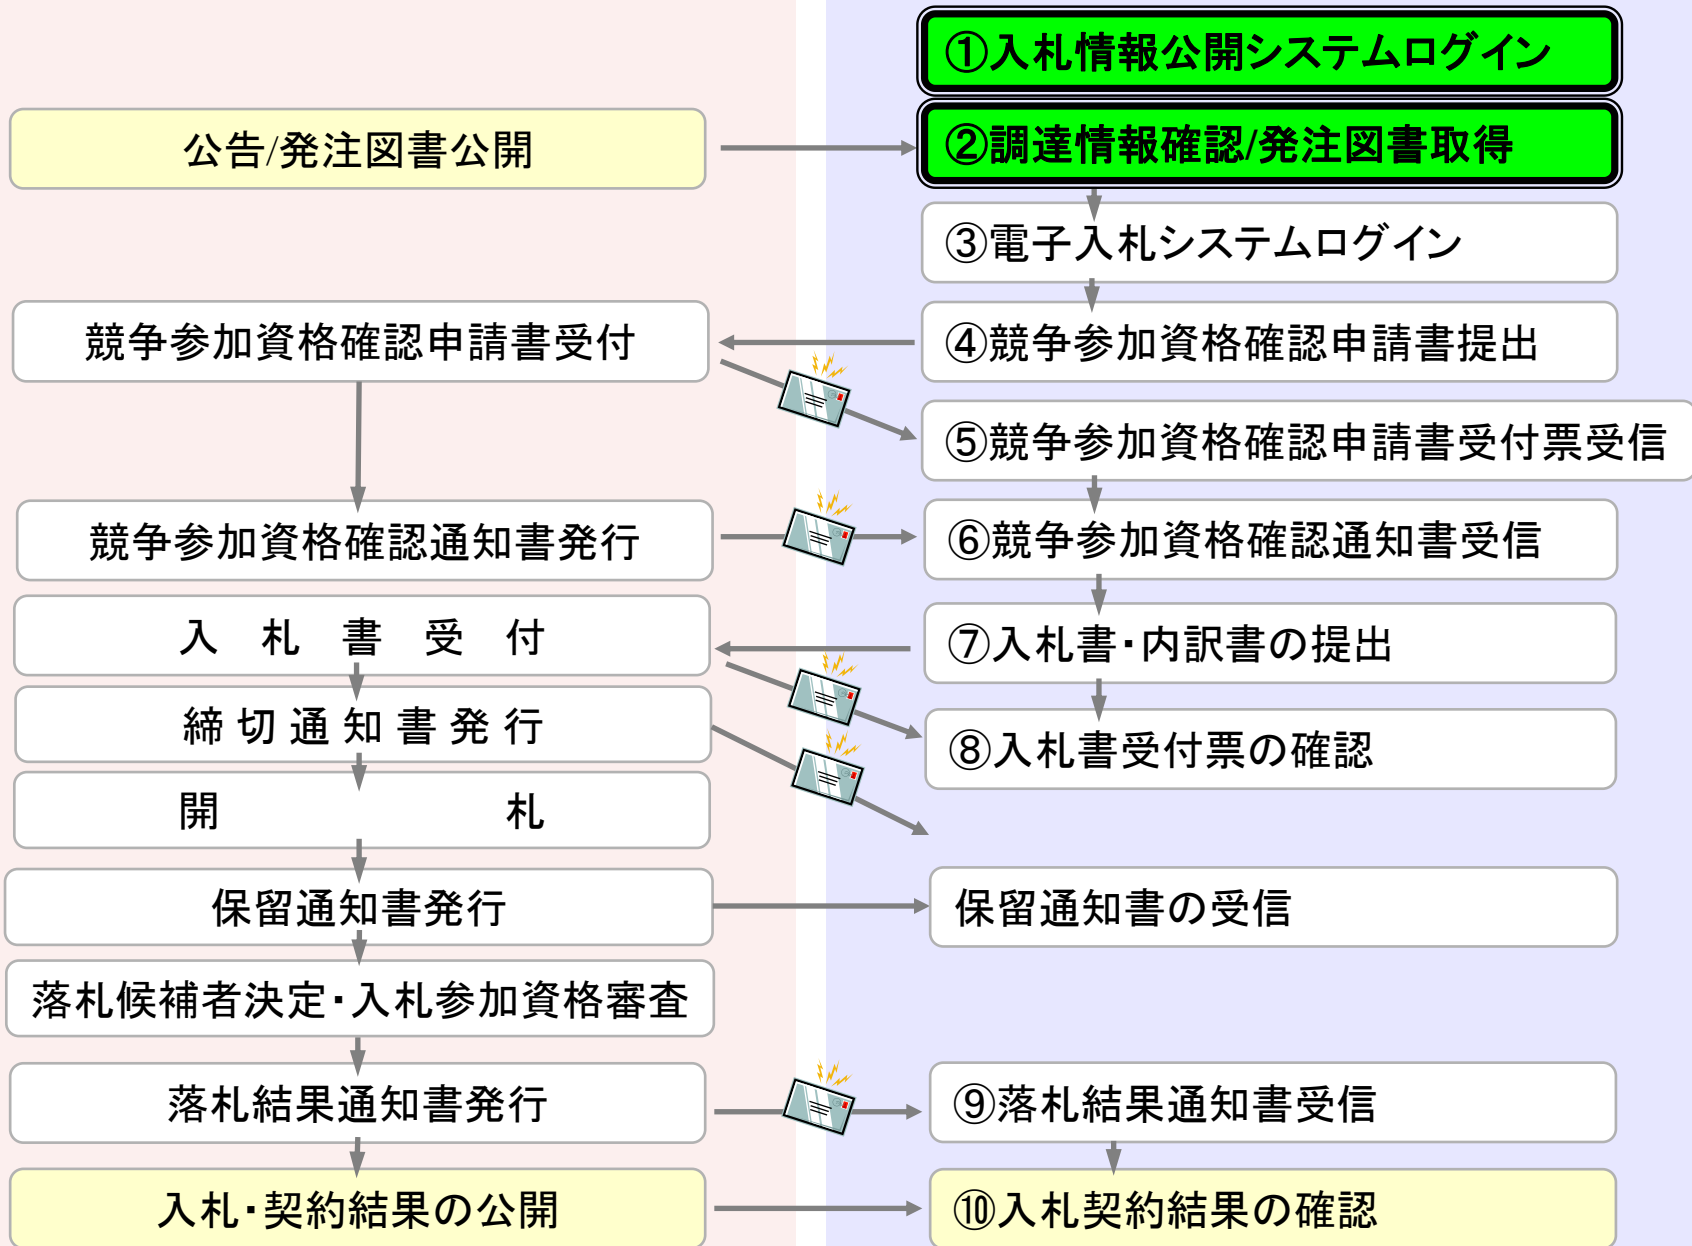 ①入札情報公開システムログイン
公告/発注図書公開
②調達情報確認/発注図書取得
③電子入札システムログイン
競争参加資格確認申請書受付
④競争参加資格確認申請書提出
⑤競争参加資格確認申請書受付票受信
競争参加資格確認通知書発行
⑥競争参加資格確認通知書受信
入札書受付
⑦入札書・内訳書の提出
締切通知書発行
⑧入札書受付票の確認
開札
保留通知書発行
保留通知書の受信
落札候補者決定・入札参加資格審査
落札結果通知書発行
⑨落札結果通知書受信
入札・契約結果の公開
⑩入札契約結果の確認